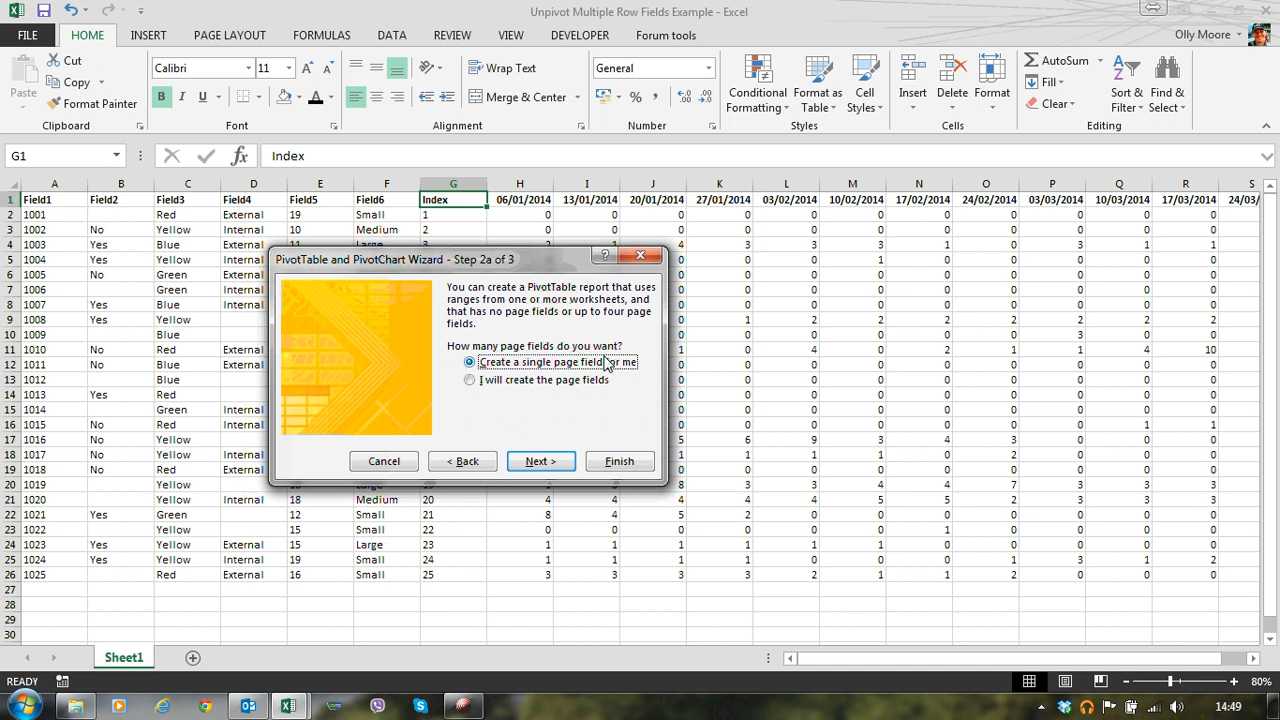 Unpivot Multiple Row Fields Example - Excel
FILE HOME INSERT PAGE LAYOUT FORMULAS DATA REVIEW VIEW DEVELOPER Forum tools Olly Moore
Paste
Cut
Copy
Format Painter
Clipboard
Calibri 11
B I U
Font
Wrap Text
Merge & Center
Alignment
General
Number
Conditional Formatting
Format as Table
Cell Styles
Styles
Insert
Delete
Format
Cells
AutoSum
Fill
Clear
Sort & Filter
Find & Select
Editing
G1 fx Index
A B C D E F G H I J K L M N O P Q R S
1 Field1 Field2 Field3 Field4 Field5 Field6 Index 06/01/2014 13/01/2014 20/01/2014 27/01/2014 03/02/2014 10/02/2014 17/02/2014 24/02/2014 03/03/2014 10/03/2014 17/03/2014 24/03/
2 1001 Red External 19 Small 1 0 0 0 0 0 0 0 0 0 0 0
3 1002 No Yellow Internal 10 Medium 2 0 0 0 0 0 0 0 0 0 0 0
4 1003 Yes Blue External 11 Large 3 2 1 4 3 3 3 1 0 3 1 1
5 1004 Yes Yellow Internal 0 0 0 1 0 0 0 0 0
6 1005 No Green External 0 0 0 0 0 0 0 0 0
7 1006 Green Internal 0 0 0 0 0 0 0 0 0
8 1007 Yes Blue Internal 0 0 0 0 0 0 0 0 0
9 1008 Yes Yellow 0 1 2 2 2 2 2 2 2
10 1009 Blue 0 0 0 0 0 0 3 0 0
11 1010 No Red External 1 0 4 0 2 1 1 4 10
12 1011 No Blue External 0 0 0 0 0 0 0 0 0
13 1012 Blue 0 0 0 0 0 0 0 0 0
14 1013 Yes Red 0 0 0 0 0 0 0 0 0
15 1014 Green Internal 0 0 0 0 0 0 0 0 0
16 1015 No Red Internal 0 0 0 0 0 0 0 1 1
17 1016 No Yellow 5 6 9 3 4 3 0 0 0
18 1017 No Yellow Internal 0 1 0 0 1 0 0 0 0
19 1018 No Red External 0 0 0 0 0 0 0 0 0
20 1019 Yellow 8 3 3 4 4 7 3 3 3
21 1020 Yellow Internal 18 Medium 20 4 4 4 4 4 5 5 2 3 3 3
22 1021 Yes Green 12 Small 21 8 4 5 2 0 0 0 0 0 0 0
23 1022 Yellow 15 Small 22 0 0 0 0 0 0 1 0 0 0 0
24 1023 Yes Yellow External 15 Large 23 1 1 1 1 1 0 0 0 0 0 0
25 1024 Yes Yellow Internal 19 Small 24 1 1 1 1 0 0 0 1 3 1 2
26 1025 Red External 16 Small 25 3 3 3 3 2 1 1 2 0 0 0
27
28
29
30
PivotTable and PivotChart Wizard - Step 2a of 3
You can create a PivotTable report that uses
ranges from one or more worksheets, and
that has no page fields or up to four page
fields.
How many page fields do you want?
Create a single page field for me
I will create the page fields
Cancel < Back Next > Finish
Sheet1
READY 80%
14:49